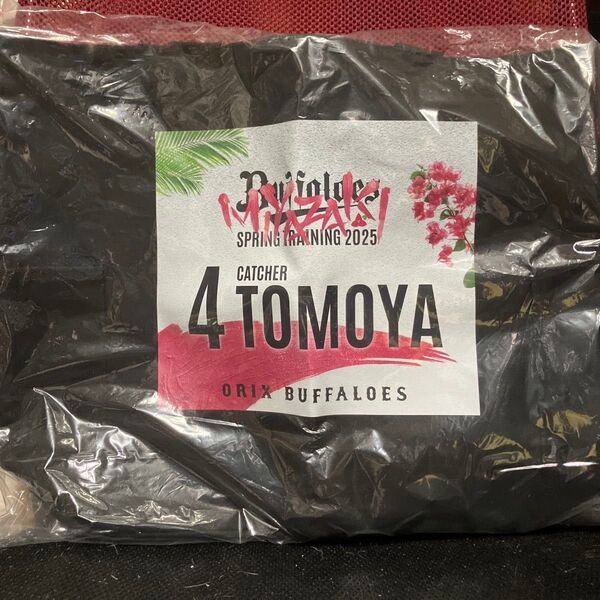 Buffaloes
MIYAZAKI
SPRING TRAINING 2025
CATCHER
4 TOMOYA
ORIX BUFFALOES